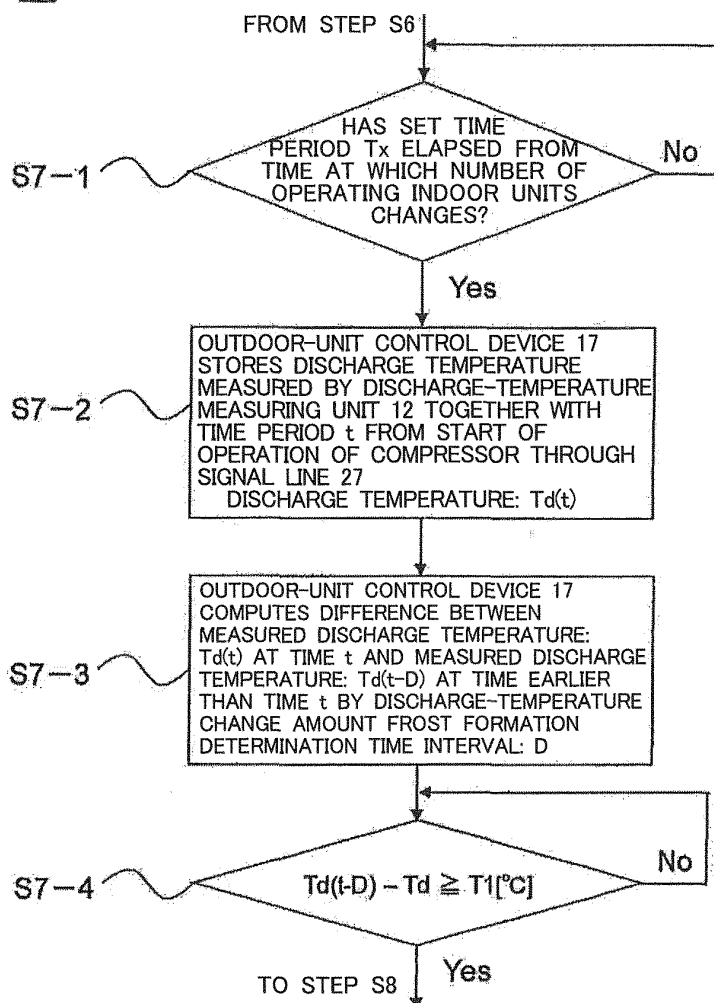 FROM STEP S6
HAS SET TIME
PERIOD Tx ELAPSED FROM
TIME AT WHICH NUMBER OF
OPERATING INDOOR UNITS
CHANGES?
No
S7-1
Yes
OUTDOOR-UNIT CONTROL DEVICE 17
STORES DISCHARGE TEMPERATURE
MEASURED BY DISCHARGE-TEMPERATURE
MEASURING UNIT 12 TOGETHER WITH
TIME PERIOD t FROM START OF
OPERATION OF COMPRESSOR THROUGH
SIGNAL LINE 27
DISCHARGE TEMPERATURE: Td(t)
S7-2
OUTDOOR-UNIT CONTROL DEVICE 17
COMPUTES DIFFERENCE BETWEEN
MEASURED DISCHARGE TEMPERATURE:
Td(t) AT TIME t AND MEASURED DISCHARGE
TEMPERATURE: Td(t-D) AT TIME EARLIER
THAN TIME t BY DISCHARGE-TEMPERATURE
CHANGE AMOUNT FROST FORMATION
DETERMINATION TIME INTERVAL: D
S7-3
Td(t-D) – Td ≧ T1[°C]
No
S7-4
Yes
TO STEP S8